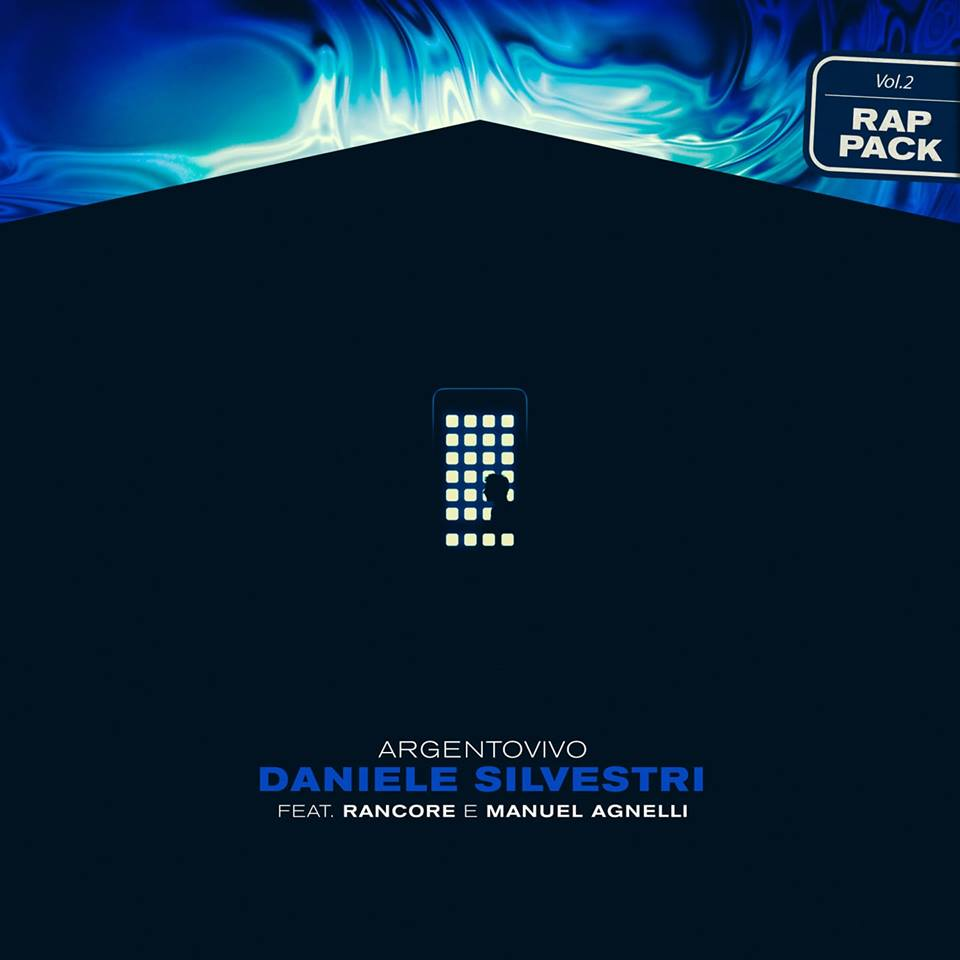 Vol.2
RAP
PACK
ARGENTOVIVO
DANIELE SILVESTRI
FEAT. RANCORE E MANUEL AGNELLI